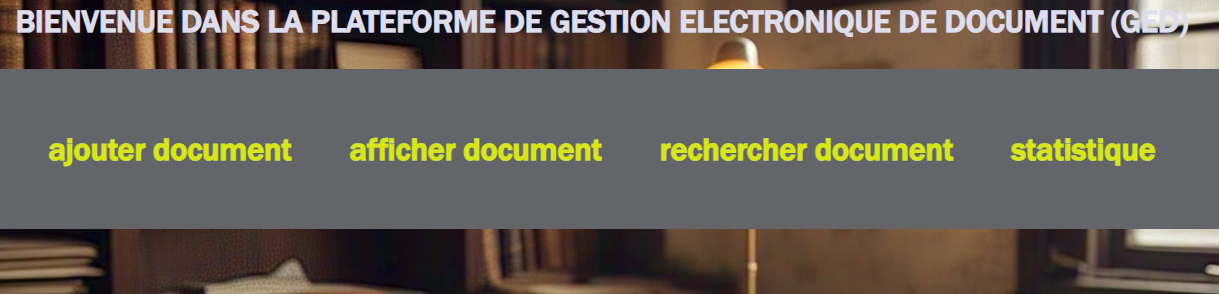 BIENVENUE DANS LA PLATEFORME DE GESTION ELECTRONIQUE DE DOCUMENT (GED)
ajouter document afficher document rechercher document statistique